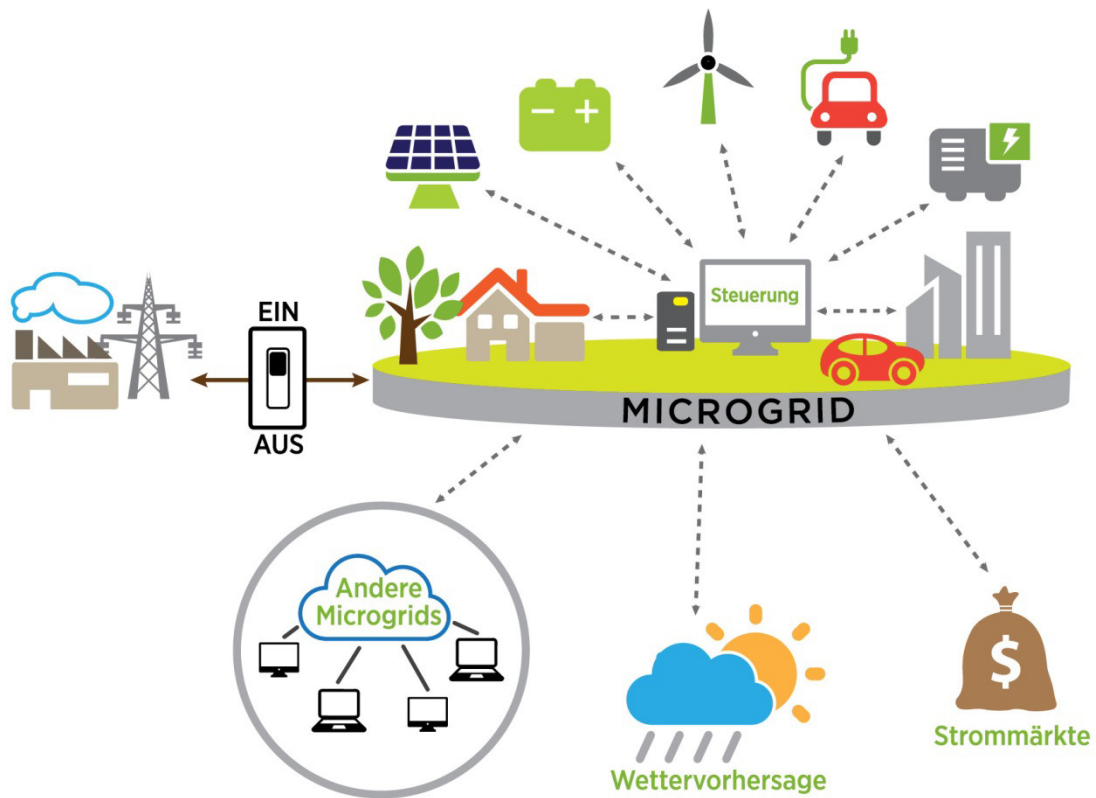 Steuerung
EIN
AUS
MICROGRID
Andere
Microgrids
$
Wettervorhersage
Strommärkte